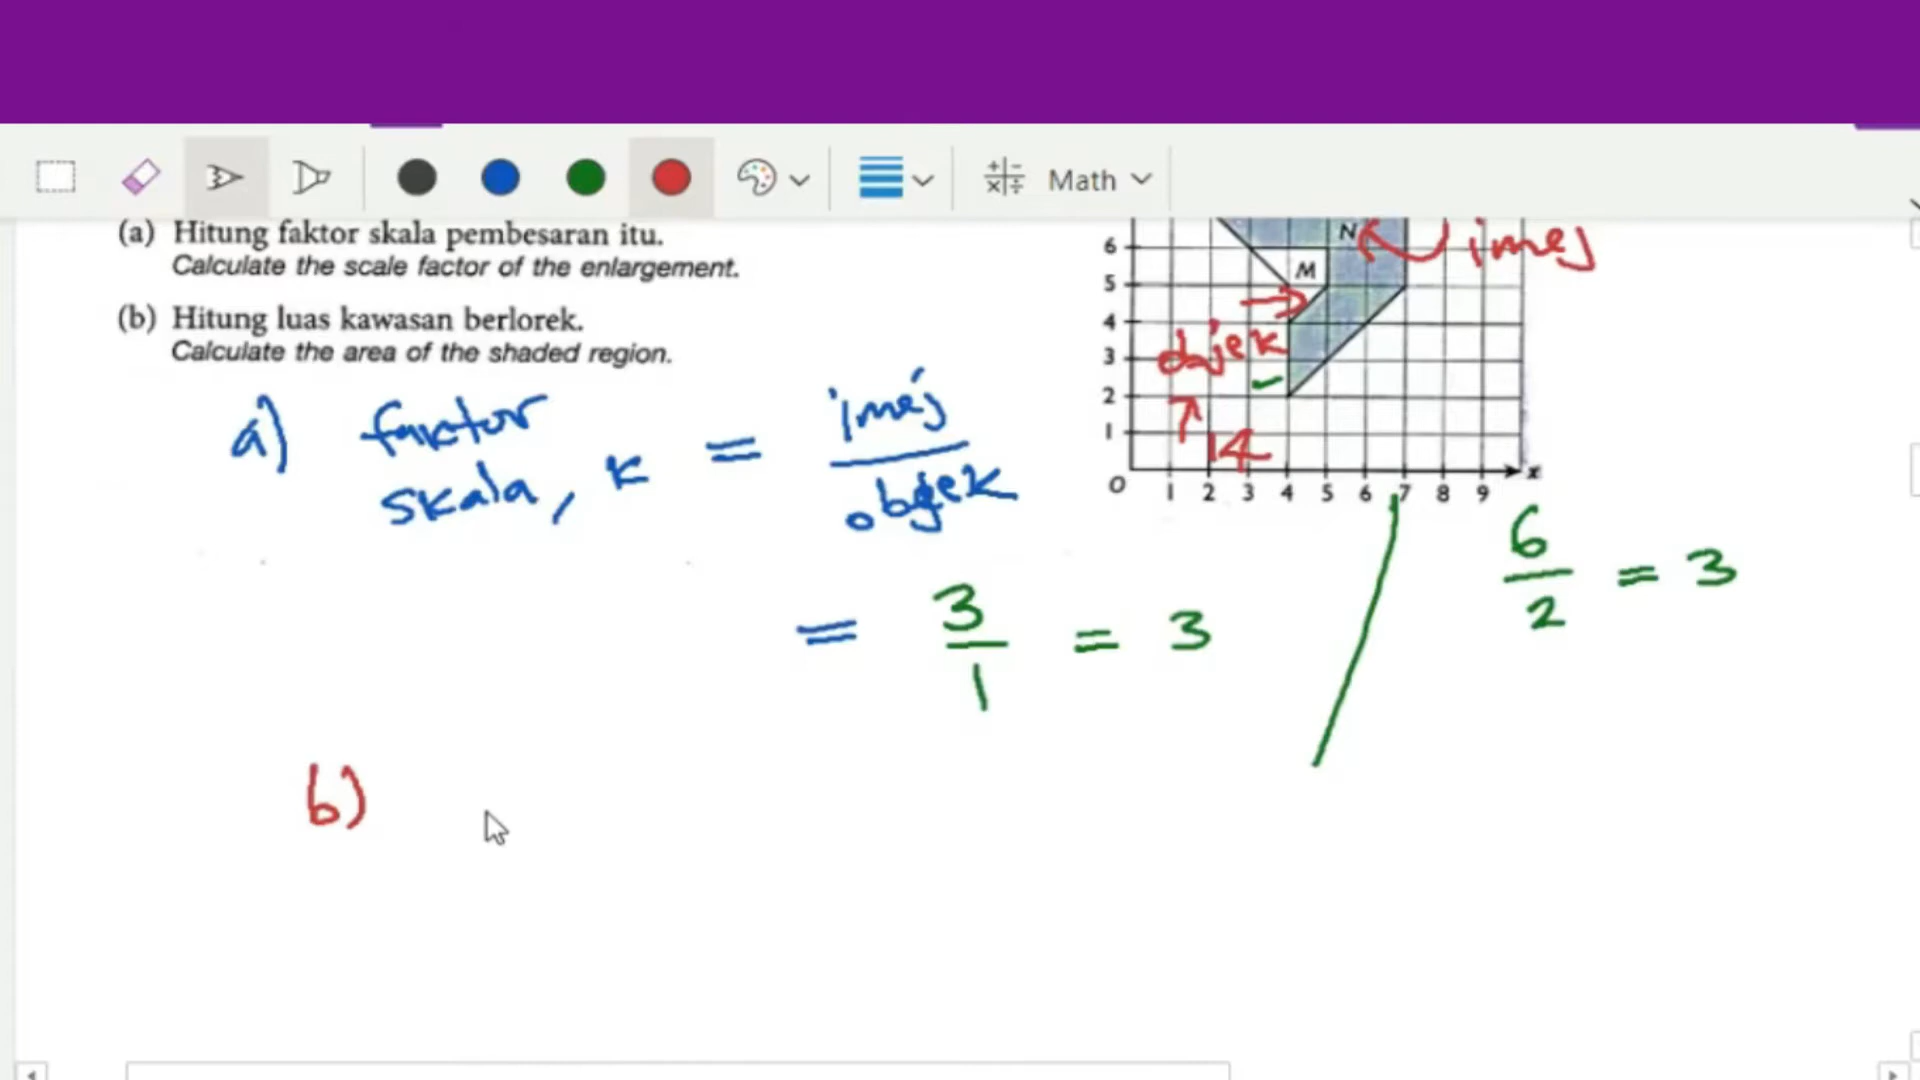 Math
(a) Hitung faktor skala pembesaran itu.
Calculate the scale factor of the enlargement.
(b) Hitung luas kawasan berlorek.
Calculate the area of the shaded region.
N imej
6
M
5
4
objek
3
2
1
14
O 1 2 3 4 5 6 7 8 9 x
a) faktor skala, k = imej / objek
= 3/1 = 3
6/2 = 3
b)